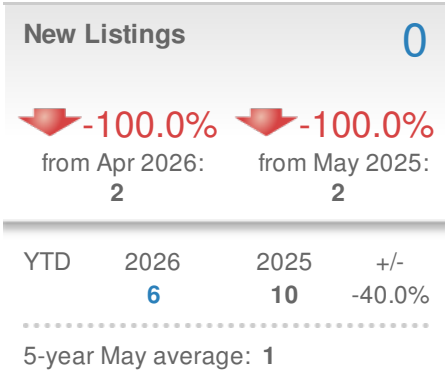 New Listings 0
-100.0% -100.0%
from Apr 2026: from May 2025:
2 2
YTD 2026 2025 +/-
6 10 -40.0%
5-year May average: 1